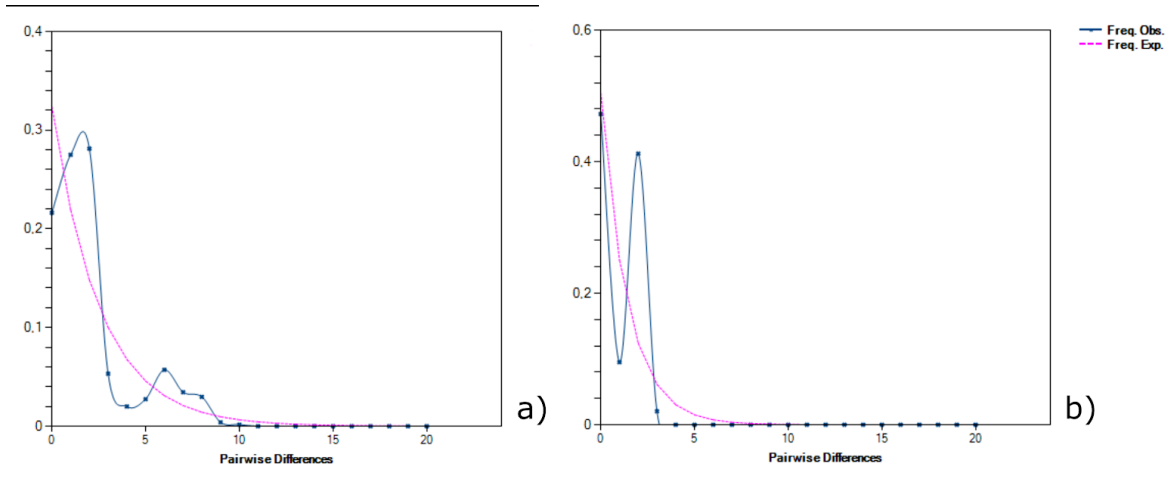 0,4
0,3
0,2
0,1
0
0 5 10 15 20
Pairwise Differences
a)
0,6
0,4
0,2
0
0 5 10 15 20
Pairwise Differences
b)
Freq. Obs.
Freq. Exp.